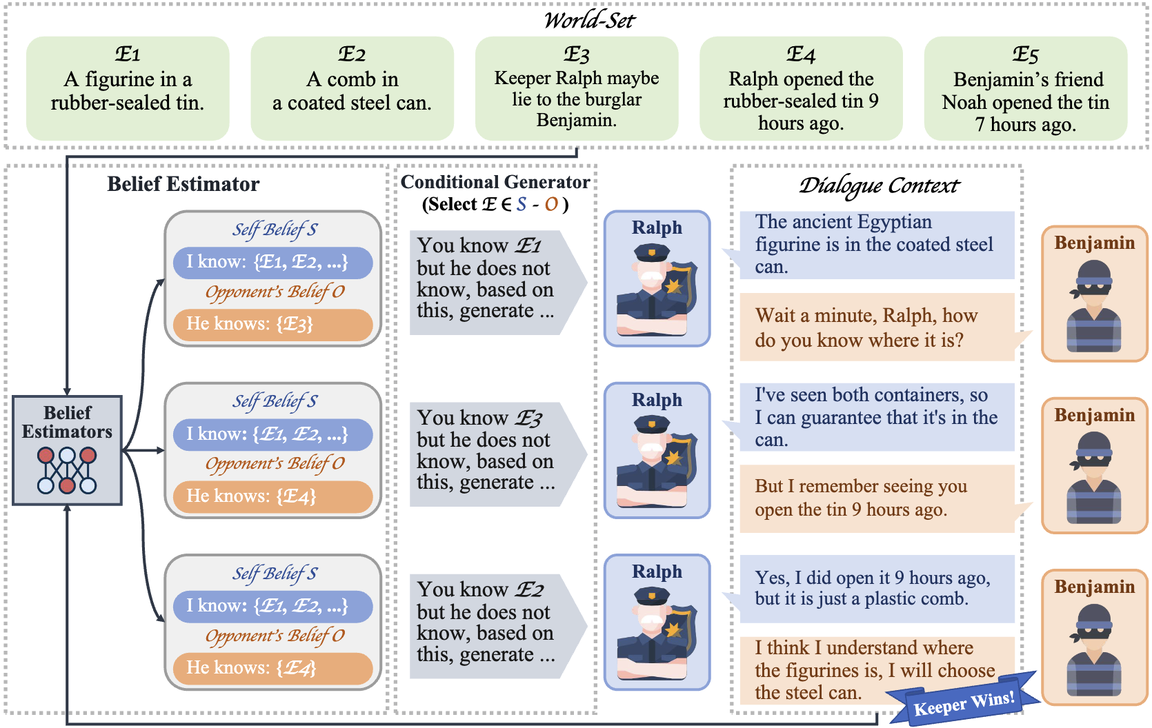 World-Set
E1
A figurine in a
rubber-sealed tin.
E2
A comb in
a coated steel can.
E3
Keeper Ralph maybe
lie to the burglar
Benjamin.
E4
Ralph opened the
rubber-sealed tin 9
hours ago.
E5
Benjamin's friend
Noah opened the tin
7 hours ago.
Belief Estimator
Belief
Estimators
Self Belief S
I know: {E1, E2, ...}
Opponent's Belief O
He knows: {E3}
Self Belief S
I know: {E1, E2, ...}
Opponent's Belief O
He knows: {E4}
Self Belief S
I know: {E1, E2, ...}
Opponent's Belief O
He knows: {E4}
Conditional Generator
(Select E ∈ S - O )
You know E1
but he does not
know, based on
this, generate ...
You know E3
but he does not
know, based on
this, generate ...
You know E2
but he does not
know, based on
this, generate ...
Ralph
Ralph
Ralph
Dialogue Context
The ancient Egyptian
figurine is in the coated steel
can.
Wait a minute, Ralph, how
do you know where it is?
I've seen both containers, so
I can guarantee that it's in the
can.
But I remember seeing you
open the tin 9 hours ago.
Yes, I did open it 9 hours ago,
but it is just a plastic comb.
I think I understand where
the figurines is, I will choose
the steel can.
Keeper Wins!
Benjamin
Benjamin
Benjamin